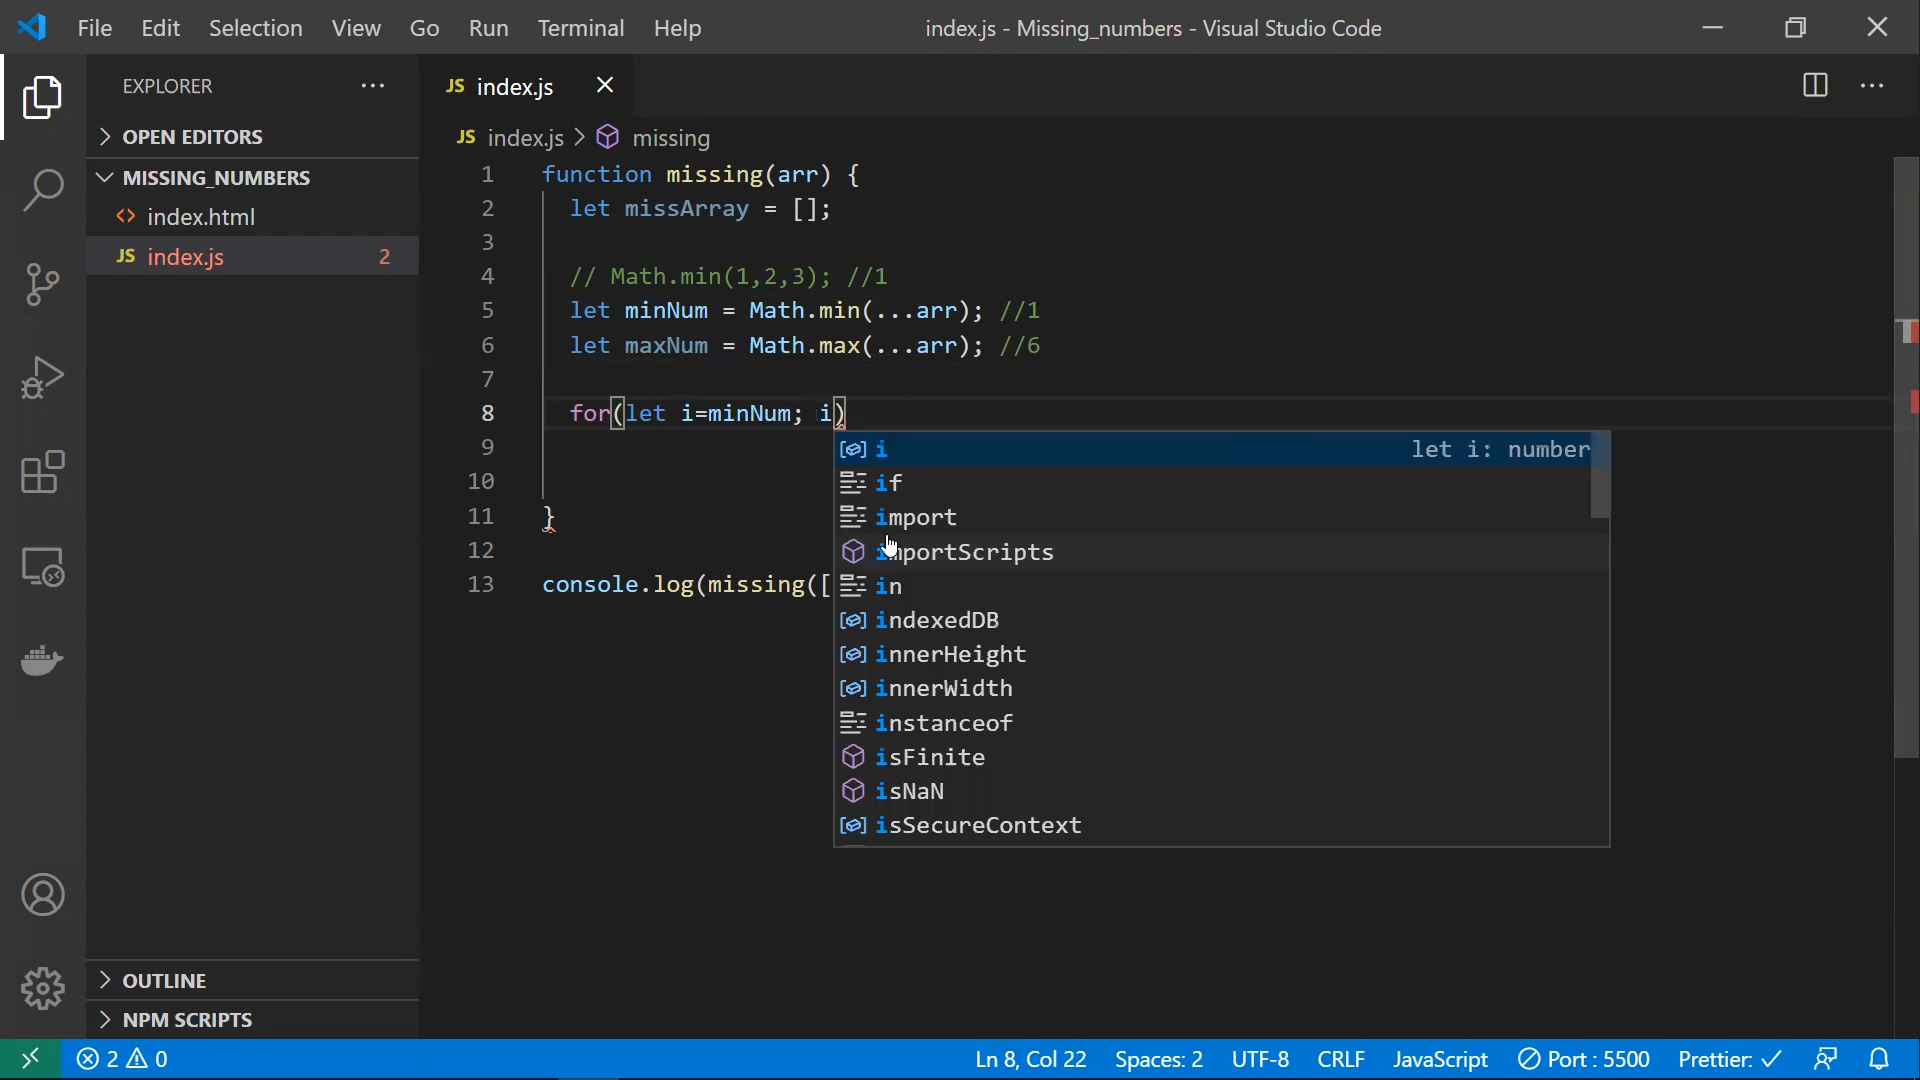 File Edit Selection View Go Run Terminal Help
index.js - Missing_numbers - Visual Studio Code
EXPLORER
OPEN EDITORS
MISSING_NUMBERS
index.html
JS index.js 2
OUTLINE
NPM SCRIPTS
JS index.js
JS index.js > missing
1 function missing(arr) {
2 let missArray = [];
3
4 // Math.min(1,2,3); //1
5 let minNum = Math.min(...arr); //1
6 let maxNum = Math.max(...arr); //6
7
8 for(let i=minNum; i)
9
10
11 }
12
13 console.log(missing([
i let i: number
if
import
importScripts
in
indexedDB
innerHeight
innerWidth
instanceof
isFinite
isNaN
isSecureContext
2 0 Ln 8, Col 22 Spaces: 2 UTF-8 CRLF JavaScript Port : 5500 Prettier: ✓